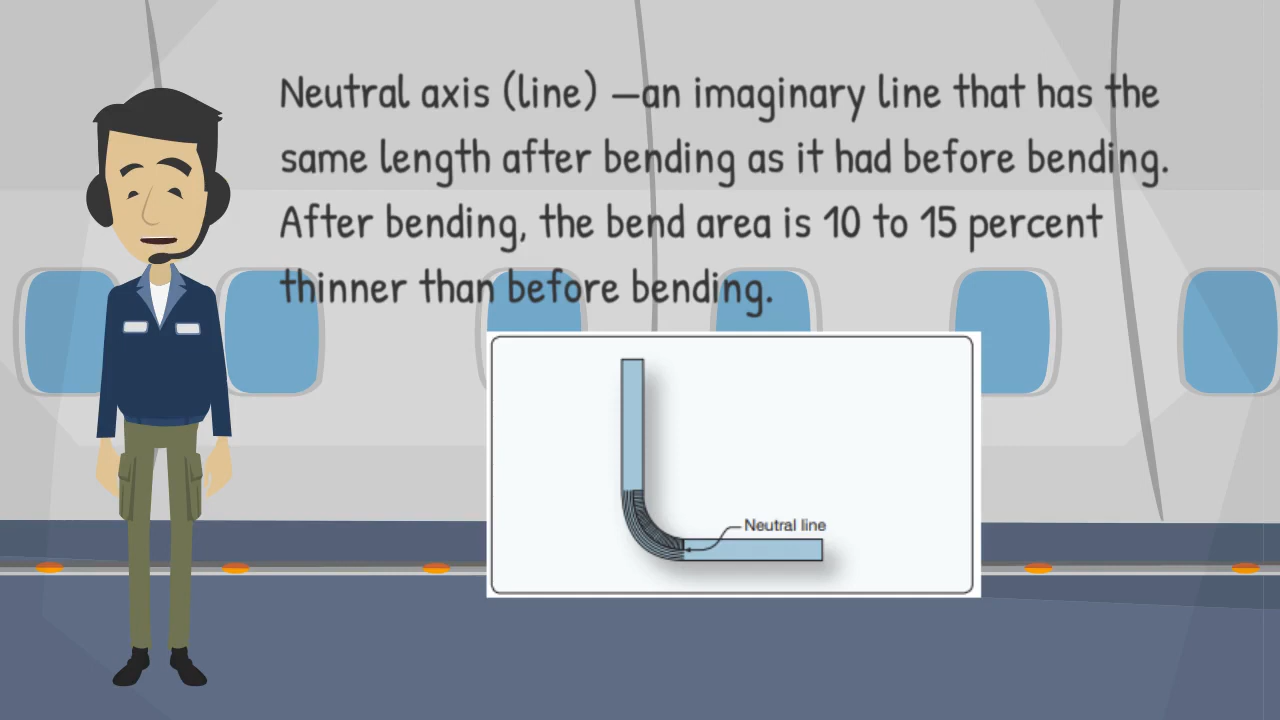 Neutral axis (line) —an imaginary line that has the
same length after bending as it had before bending.
After bending, the bend area is 10 to 15 percent
thinner than before bending.
Neutral line